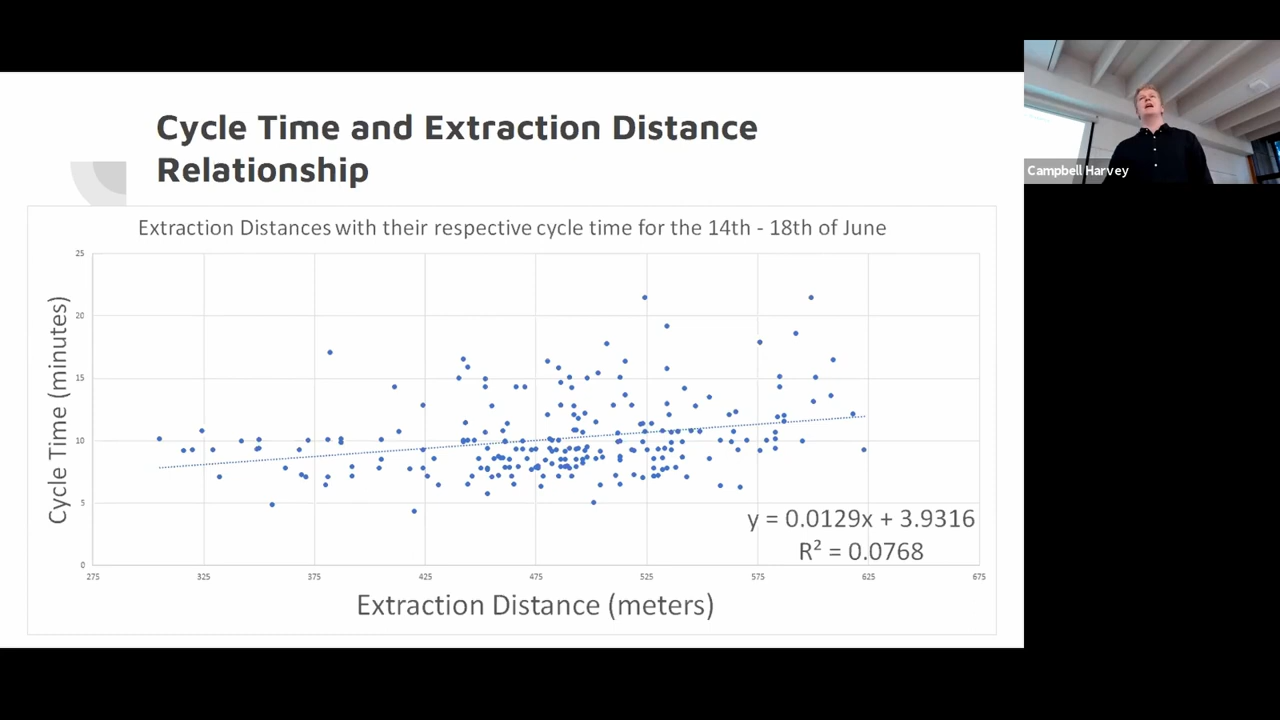 Cycle Time and Extraction Distance
Relationship
Campbell Harvey
Extraction Distances with their respective cycle time for the 14th - 18th of June
Cycle Time (minutes)
25
20
15
10
5
0
275 325 375 425 475 525 575 625 675
y = 0.0129x + 3.9316
R² = 0.0768
Extraction Distance (meters)